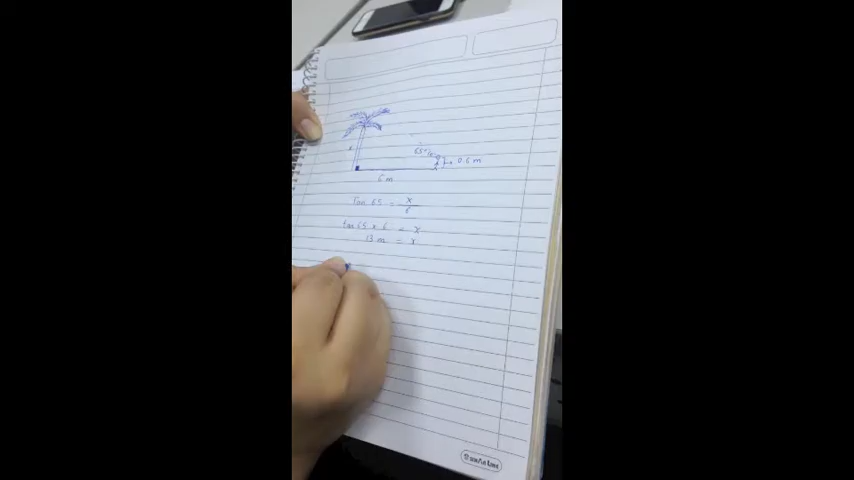 65°
0.6 m
x
6 m
Tan 65 = x/6
tan 65 x 6 = x
13 m = x